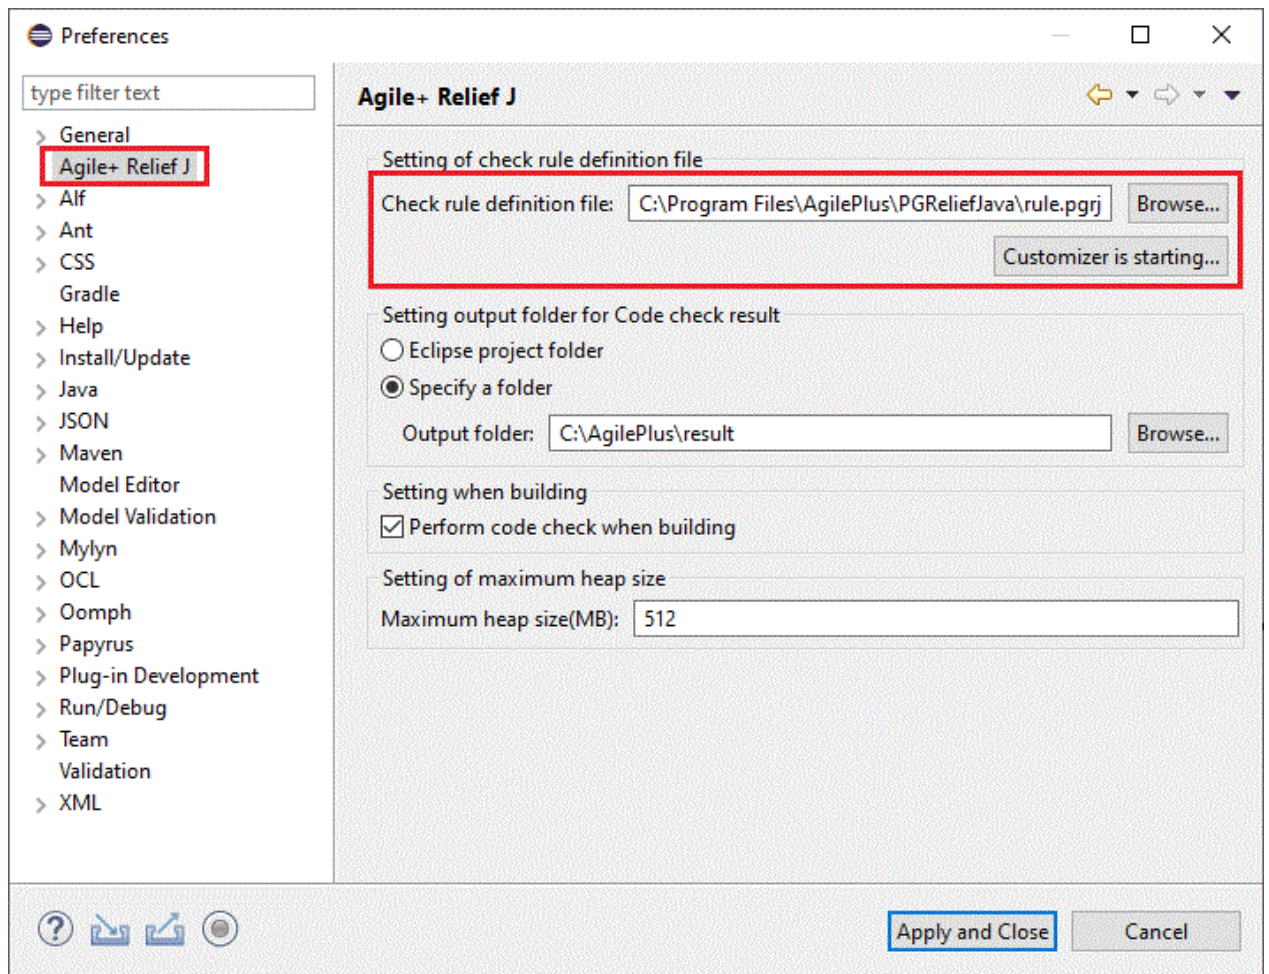 Preferences
type filter text
General
Agile+ Relief J
Alf
Ant
CSS
Gradle
Help
Install/Update
Java
JSON
Maven
Model Editor
Model Validation
Mylyn
OCL
Oomph
Papyrus
Plug-in Development
Run/Debug
Team
Validation
XML
Agile+ Relief J
Setting of check rule definition file
Check rule definition file: C:\Program Files\AgilePlus\PGReliefJava\rule.pgrj Browse...
Customizer is starting...
Setting output folder for Code check result
Eclipse project folder
Specify a folder
Output folder: C:\AgilePlus\result Browse...
Setting when building
Perform code check when building
Setting of maximum heap size
Maximum heap size(MB): 512
Apply and Close Cancel